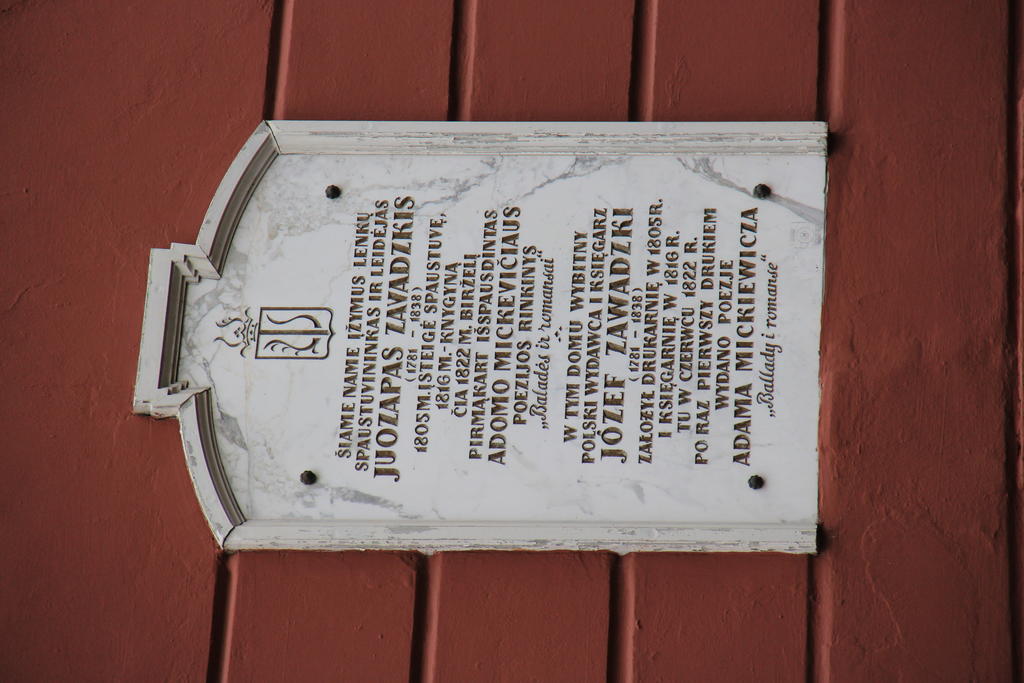 ŠIAME NAME ĮŽYMUS LENKŲ
SPAUSTUVININKAS IR LEIDĖJAS
JUOZAPAS ZAVADZKIS
(1781 – 1838)
1805 M. ĮSTEIGĖ SPAUSTUVĘ,
1816 M.-KNYGYNĄ
ČIA 1822 M. BIRŽELĮ
PIRMĄKART IŠSPAUSDINTAS
ADOMO MICKEVIČIAUS
POEZIJOS RINKINYS
„Baladės ir romansai“
W TYM DOMU WYBITNY
POLSKI WYDAWCA I KSIĘGARZ
JÓZEF ZAWADZKI
(1781 – 1838)
ZAŁOŻYŁ DRUKARNIĘ W 1805 R.
I KSIĘGARNIĘ W 1816 R.
TU W CZERWCU 1822 R.
PO RAZ PIERWSZY DRUKIEM
WYDANO POEZJE
ADAMA MICKIEWICZA
„Ballady i romanse“